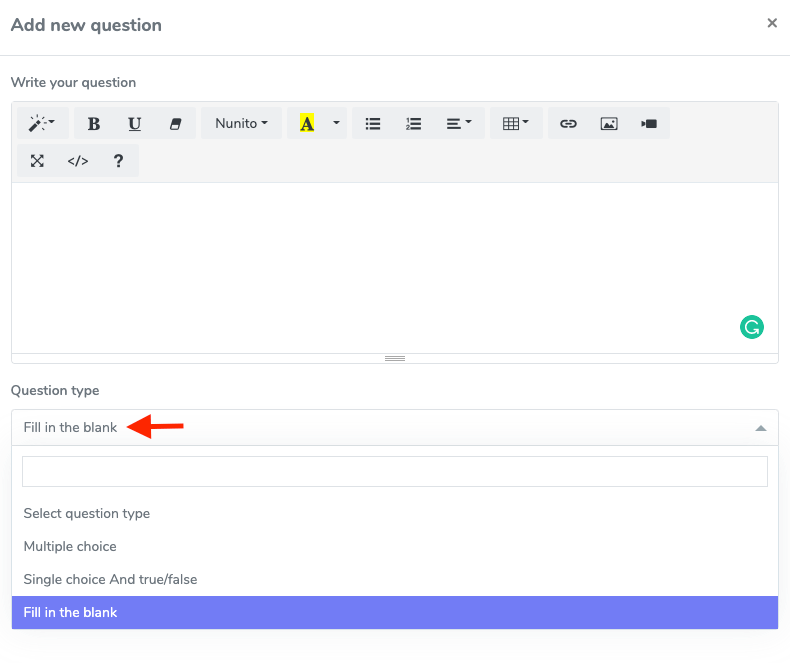 Add new question ×
Write your question
B U Nunito A
</> ?
Question type
Fill in the blank
Select question type
Multiple choice
Single choice And true/false
Fill in the blank